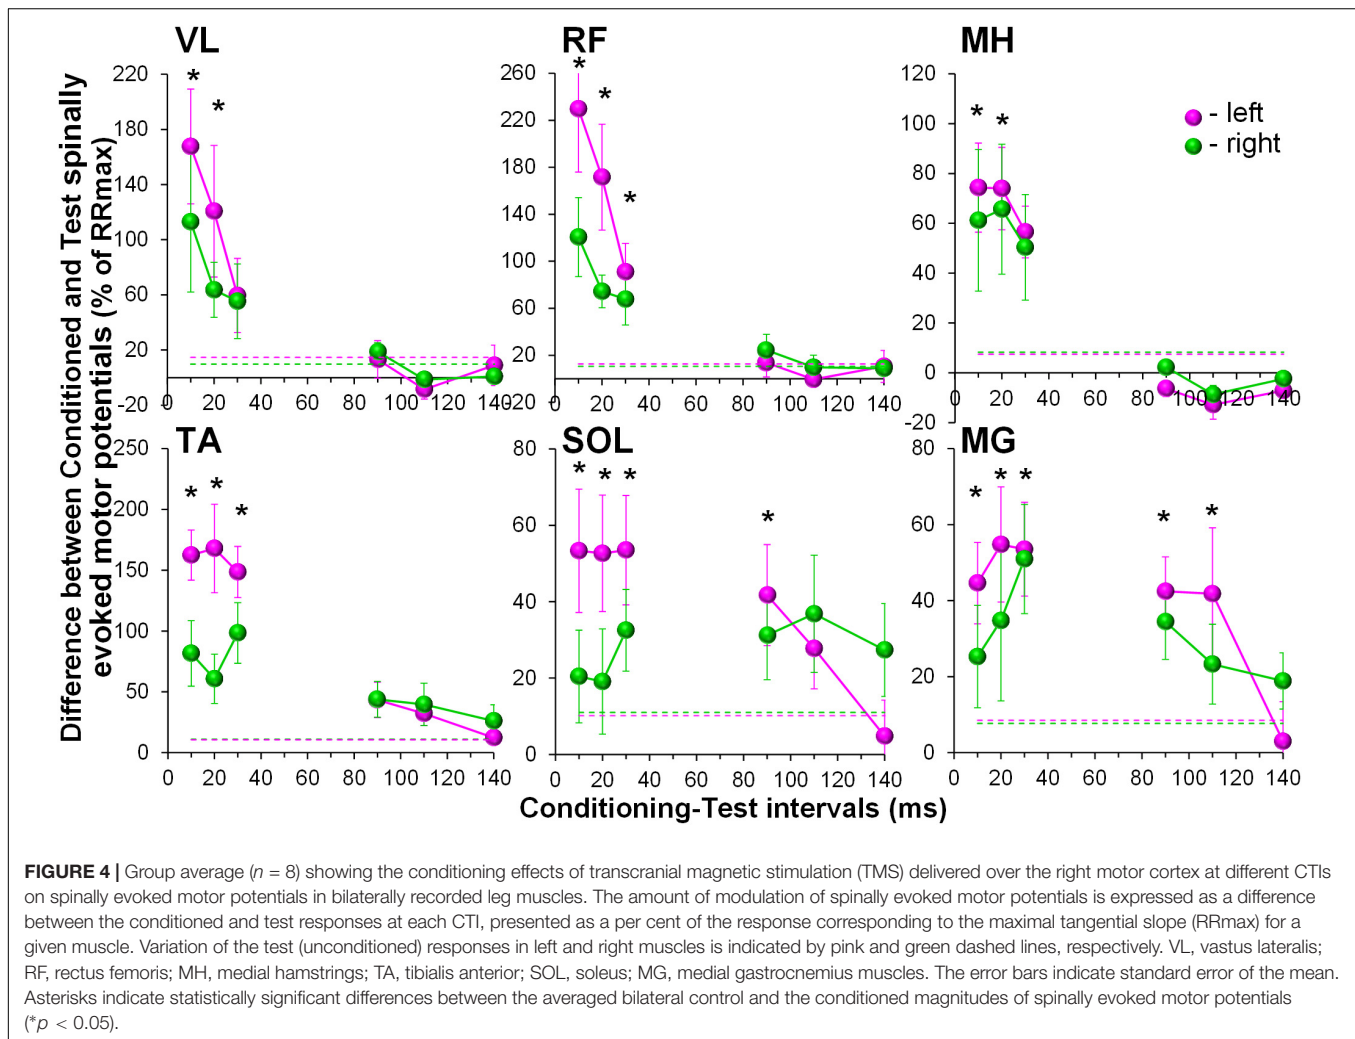 VL
RF
MH
Difference between Conditioned and Test spinally
evoked motor potentials (% of RRmax)
220
180
140
100
60
20
-20
0 20 40 60 80 100 120 140
* *
260
220
180
140
100
60
20
-20
0 20 40 60 80 100 120
* * *
120
100
80
60
40
20
0
-20
20 40 60 80 100 120 140
* *
- left
- right
TA
SOL
MG
250
200
150
100
50
0
0 20 40 60 80 100 120 140
* * *
80
60
40
20
0
0 20 40 60 80 100 120 140
* * * *
80
60
40
20
0
0 20 40 60 80 100 120 140
* * * * *
Conditioning-Test intervals (ms)
FIGURE 4 | Group average (n = 8) showing the conditioning effects of transcranial magnetic stimulation (TMS) delivered over the right motor cortex at different CTIs
on spinally evoked motor potentials in bilaterally recorded leg muscles. The amount of modulation of spinally evoked motor potentials is expressed as a difference
between the conditioned and test responses at each CTI, presented as a per cent of the response corresponding to the maximal tangential slope (RRmax) for a
given muscle. Variation of the test (unconditioned) responses in left and right muscles is indicated by pink and green dashed lines, respectively. VL, vastus lateralis;
RF, rectus femoris; MH, medial hamstrings; TA, tibialis anterior; SOL, soleus; MG, medial gastrocnemius muscles. The error bars indicate standard error of the mean.
Asterisks indicate statistically significant differences between the averaged bilateral control and the conditioned magnitudes of spinally evoked motor potentials
(*p < 0.05).